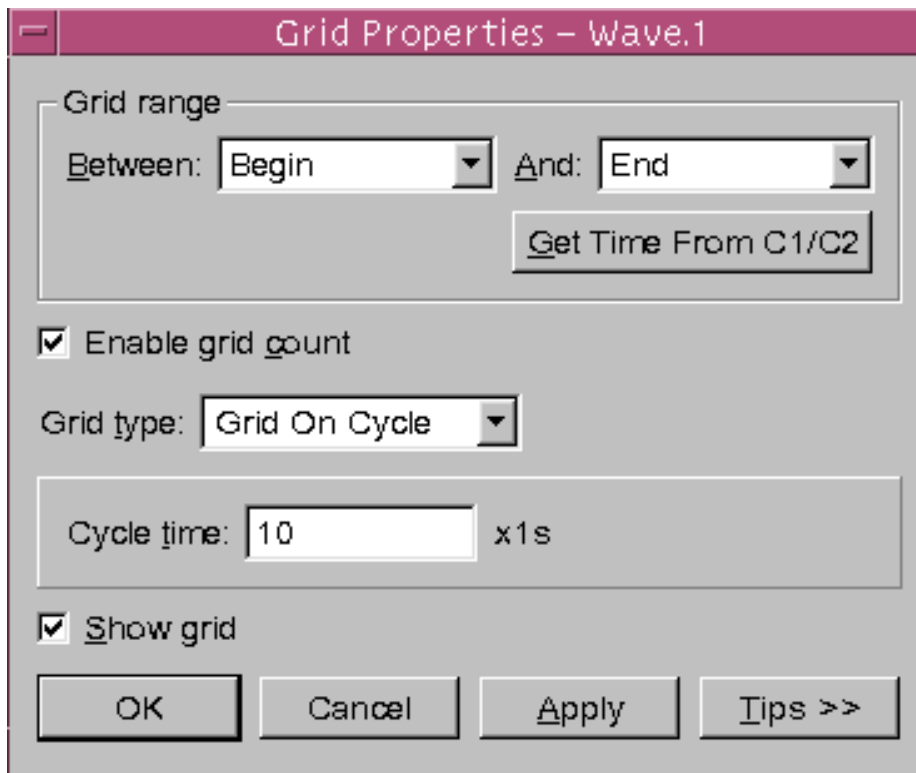 Grid Properties – Wave.1
Grid range
Between: Begin And: End
Get Time From C1/C2
Enable grid count
Grid type: Grid On Cycle
Cycle time: 10 x1s
Show grid
OK Cancel Apply Tips >>